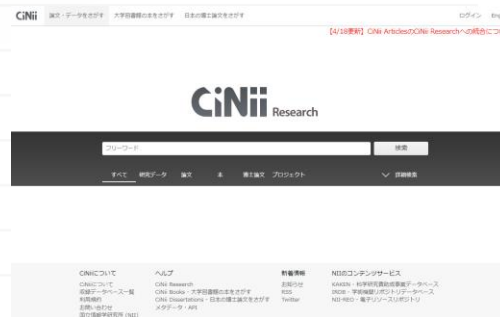 CiNii 論文・データをさがす 大学図書館の本をさがす 日本の博士論文をさがす ログイン Eng
【4/18更新】CiNii ArticlesのCiNii Researchへの統合につ
CiNii Research
フリーワード 検索
すべて 研究データ 論文 本 博士論文 プロジェクト 詳細検索
CiNiiについて ヘルプ 新着情報 NIIのコンテンツサービス
CiNiiについて CiNii Research お知らせ KAKEN - 科学研究費助成事業データベース
収録データベース一覧 CiNii Books - 大学図書館の本をさがす RSS IRDB - 学術機関リポジトリデータベース
利用規約 CiNii Dissertations - 日本の博士論文をさがす Twitter NII-REO - 電子リソースリポジトリ
お問い合わせ メタデータ・API
国立情報学研究所 (NII)